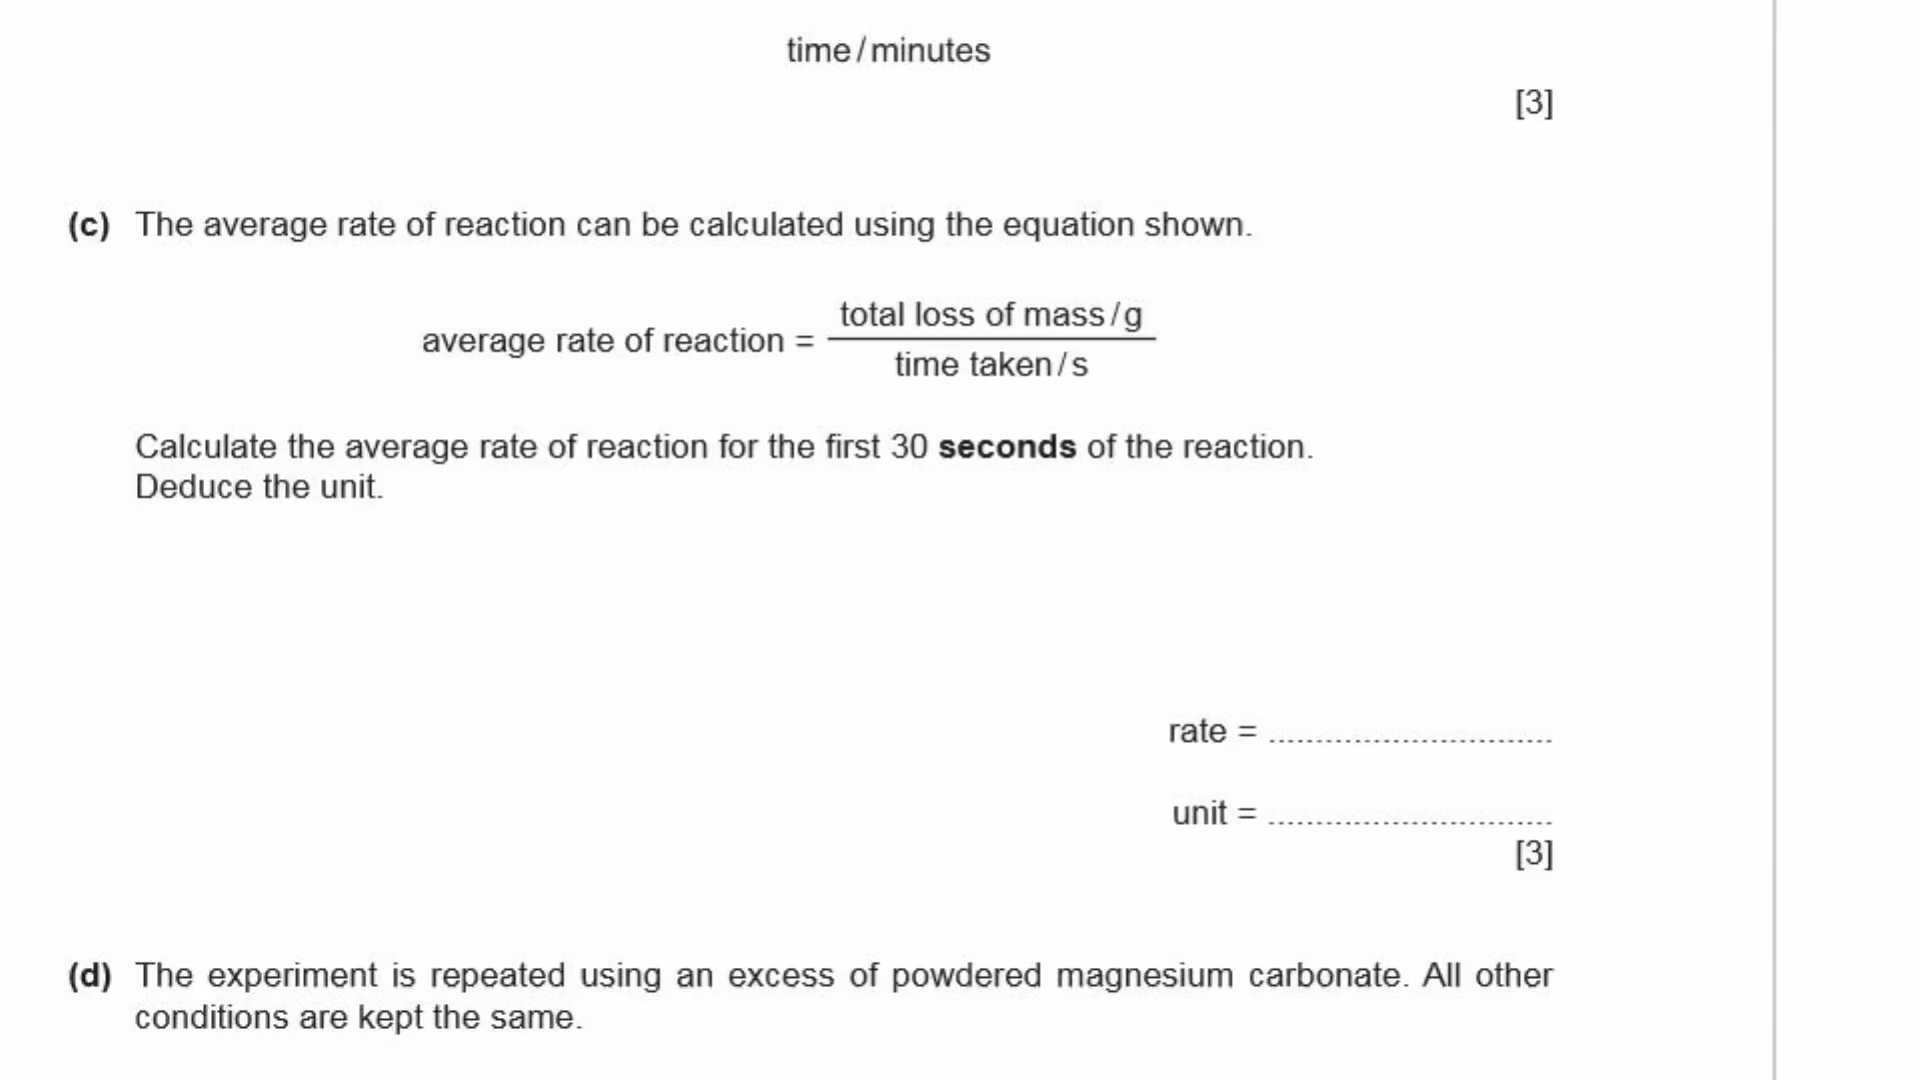 time/minutes
[3]
(c) The average rate of reaction can be calculated using the equation shown.
average rate of reaction = total loss of mass/g
time taken/s
Calculate the average rate of reaction for the first 30 seconds of the reaction.
Deduce the unit.
rate = ................................
unit = ................................
[3]
(d) The experiment is repeated using an excess of powdered magnesium carbonate. All other
conditions are kept the same.